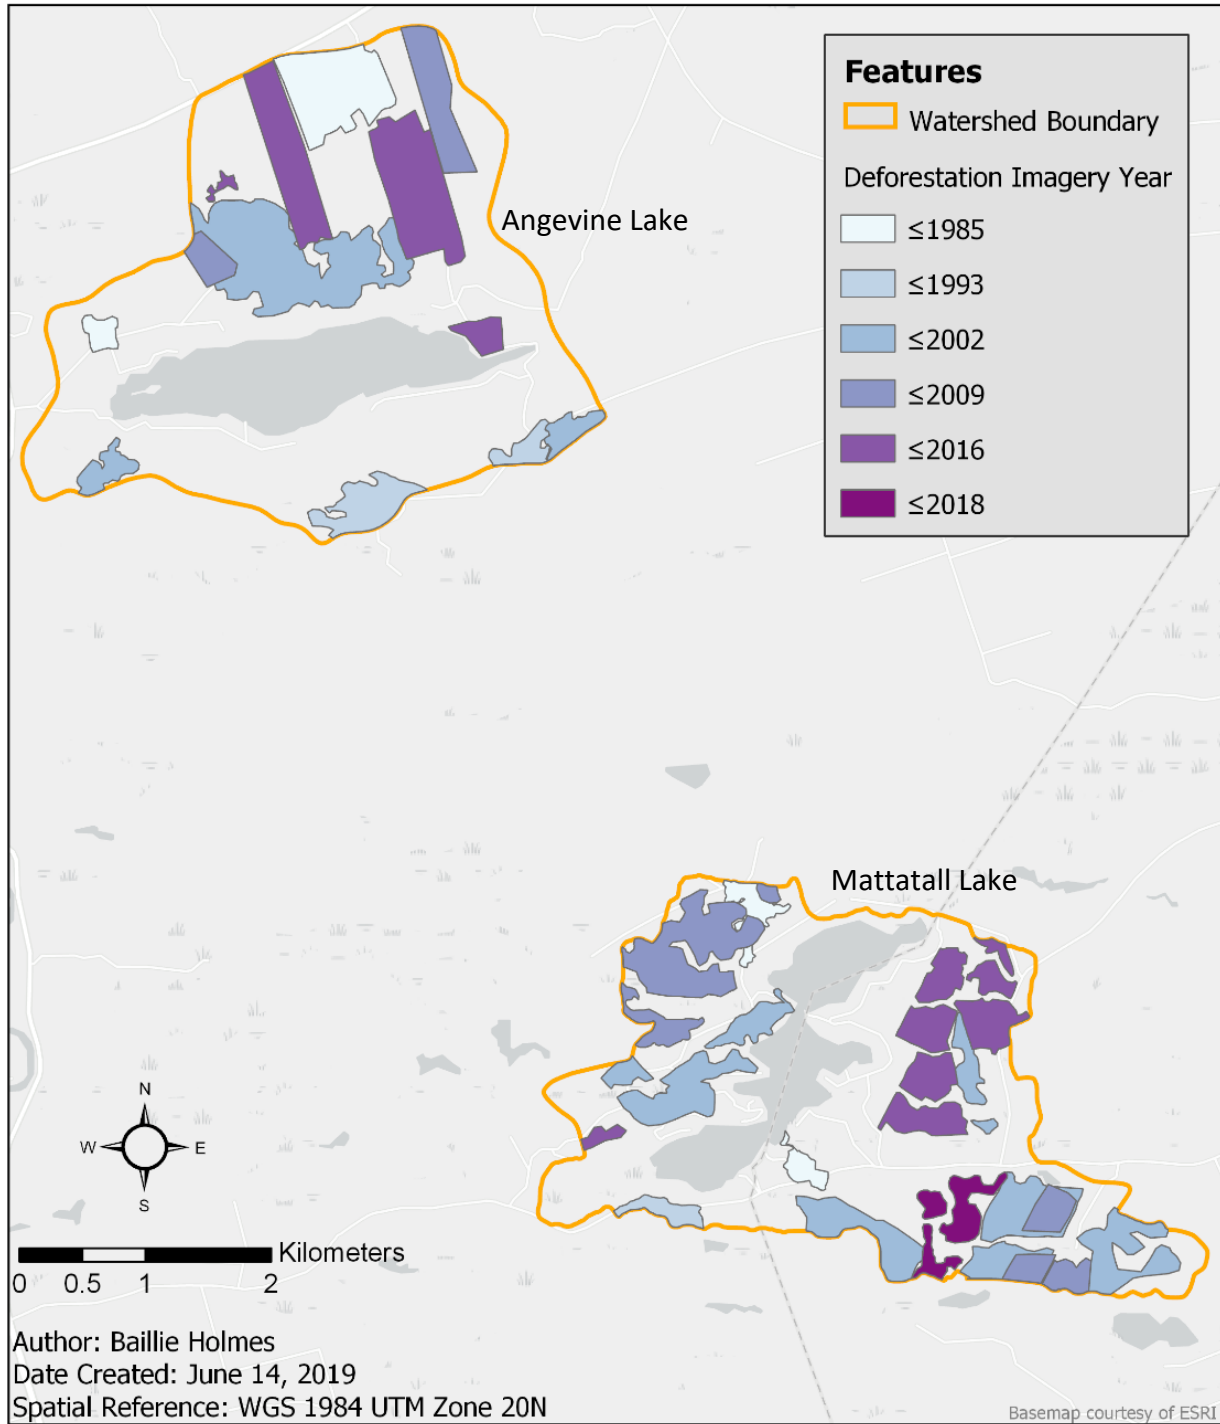 Features
Watershed Boundary
Deforestation Imagery Year
≤1985
≤1993
≤2002
≤2009
≤2016
≤2018
Angevine Lake
Mattatall Lake
N
W E
S
Kilometers
0 0.5 1 2
Author: Baillie Holmes
Date Created: June 14, 2019
Spatial Reference: WGS 1984 UTM Zone 20N
Basemap courtesy of ESRI